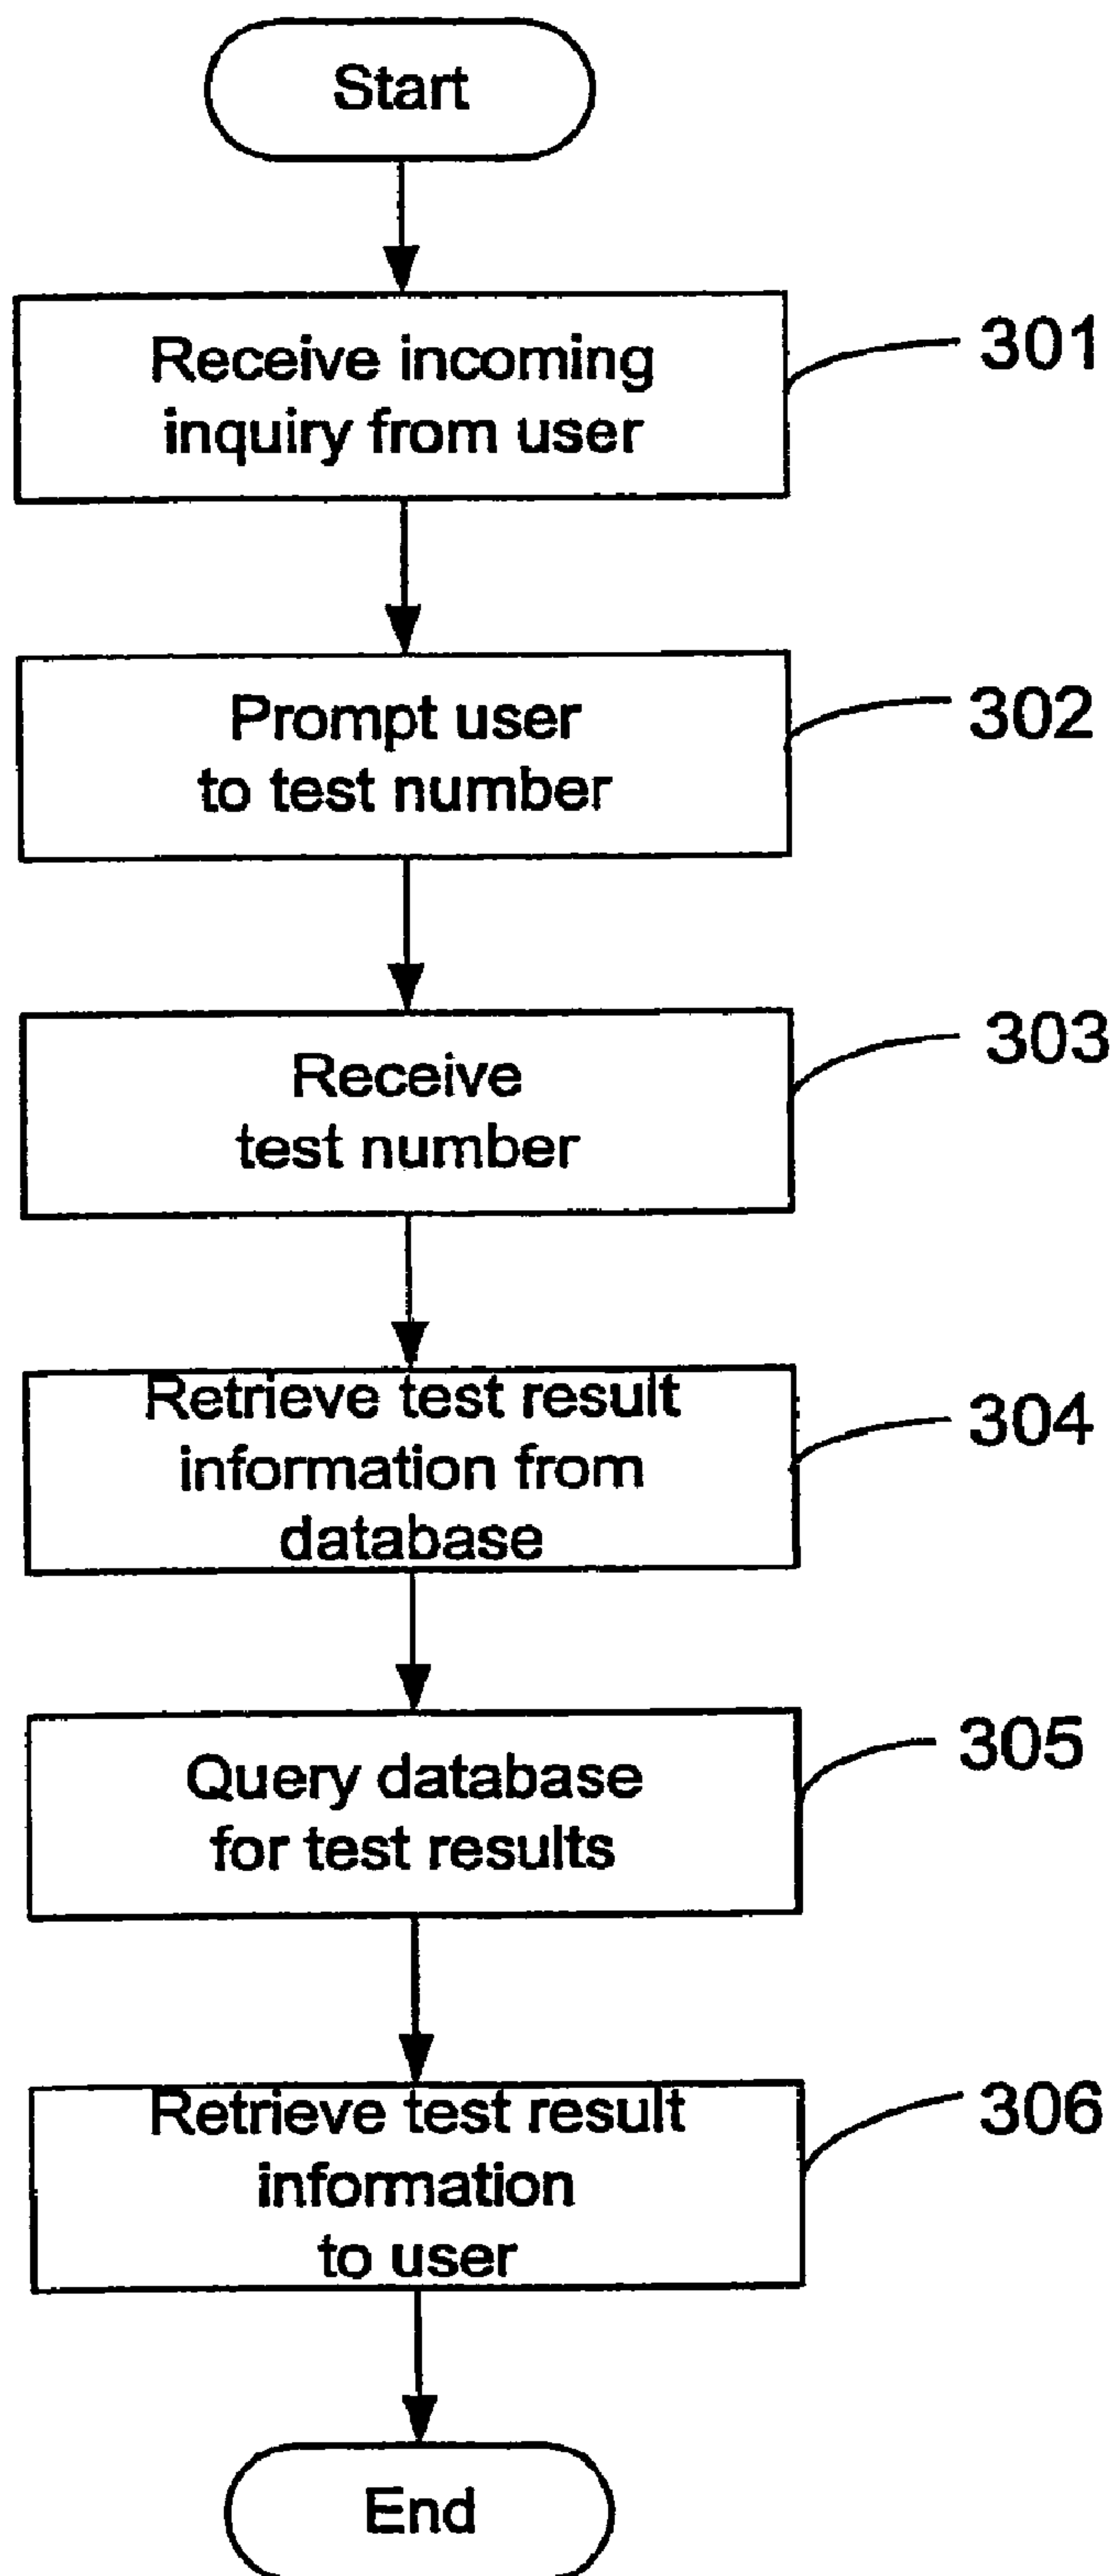 Start
Receive incoming
inquiry from user
301
Prompt user
to test number
302
Receive
test number
303
Retrieve test result
information from
database
304
Query database
for test results
305
Retrieve test result
information
to user
306
End